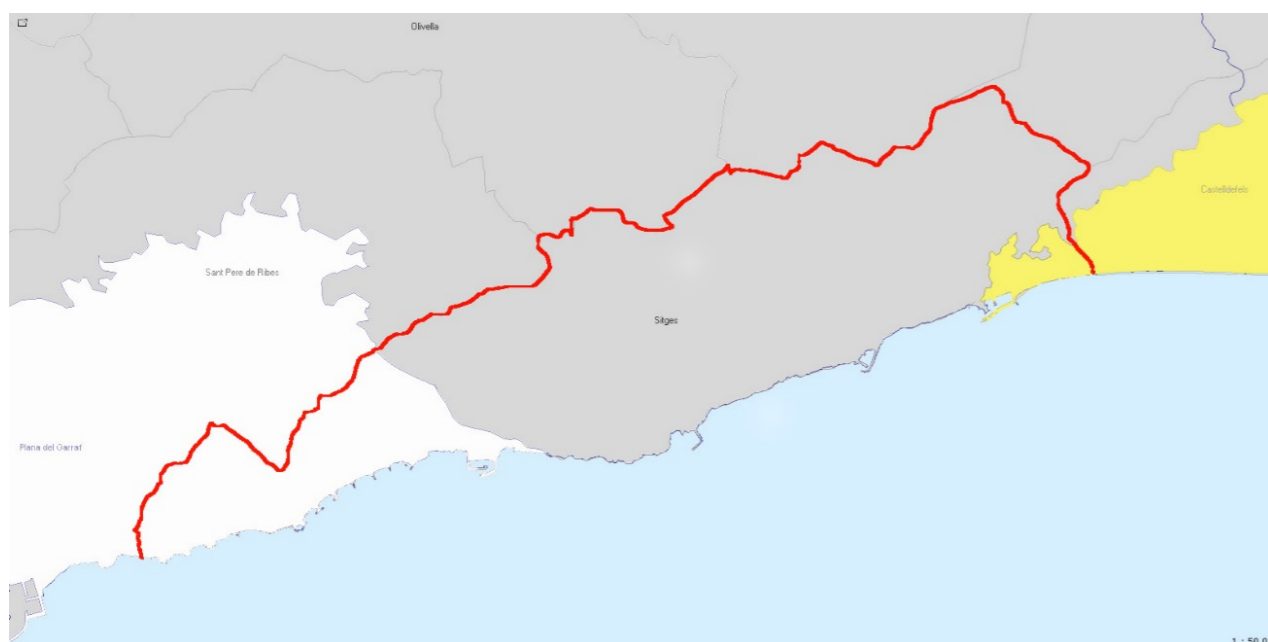 Olivella
Castelldefels
Sant Pere de Ribes
Sitges
Plana del Garraf